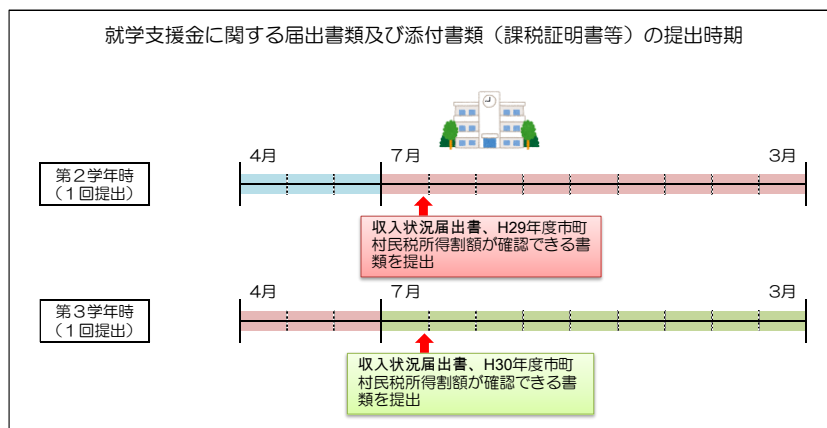 就学支援金に関する届出書類及び添付書類（課税証明書等）の提出時期
4月 7月 3月
第２学年時
（１回提出）
収入状況届出書、H29年度市町
村民税所得割額が確認できる書
類を提出
4月 7月 3月
第３学年時
（１回提出）
収入状況届出書、H30年度市町
村民税所得割額が確認できる書
類を提出